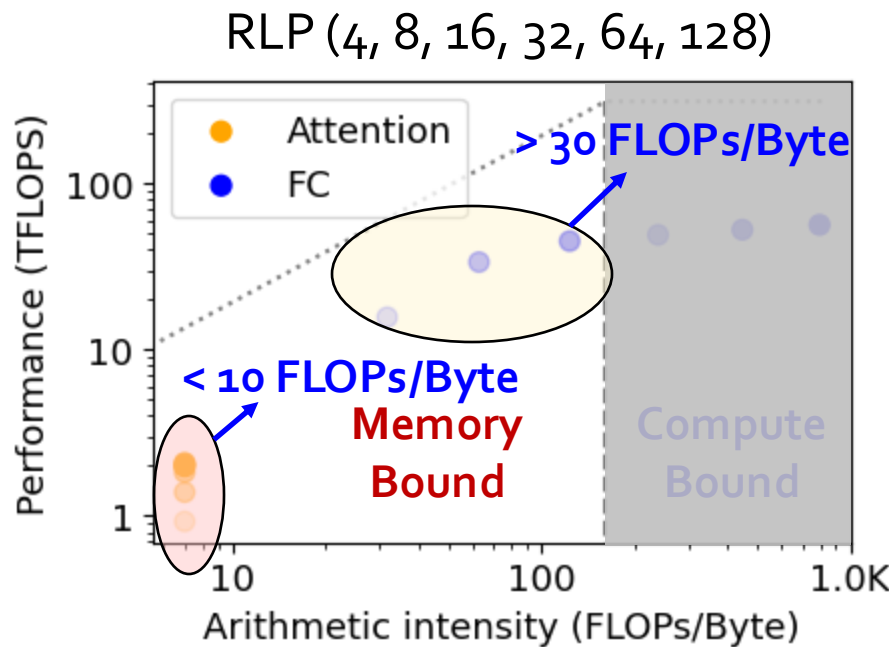 RLP (4, 8, 16, 32, 64, 128)
Attention
FC
> 30 FLOPs/Byte
< 10 FLOPs/Byte
Memory
Bound
Compute
Bound
Performance (TFLOPS)
100
10
1
10
100
1.0K
Arithmetic intensity (FLOPs/Byte)